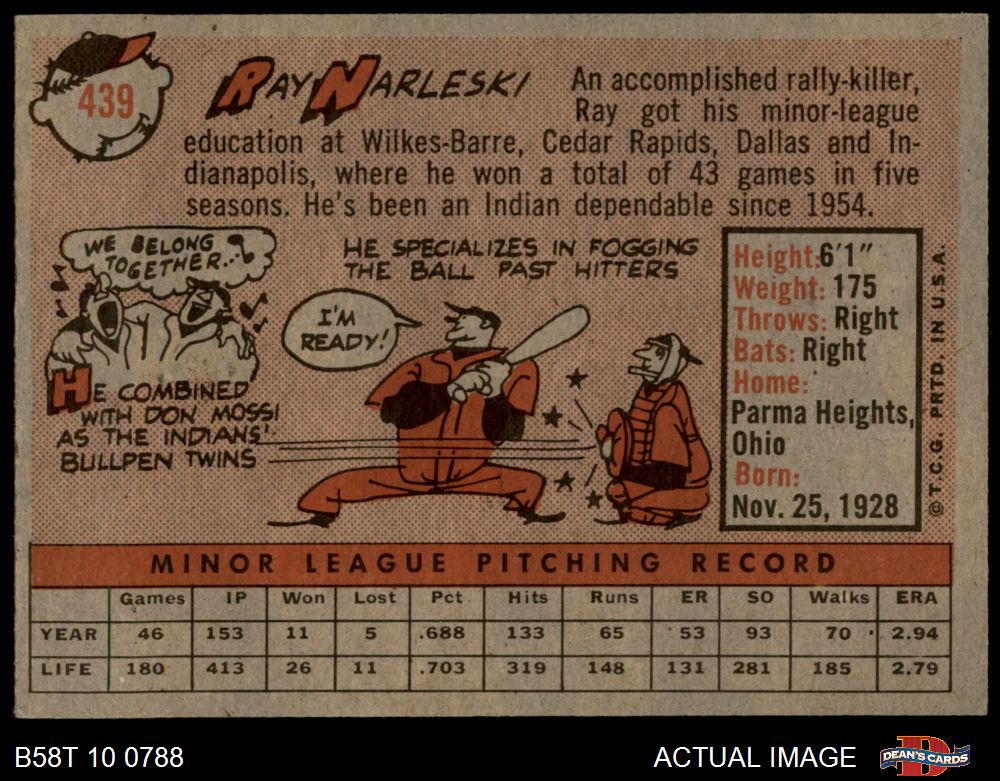 439
RAY NARLESKI
An accomplished rally-killer,
Ray got his minor-league
education at Wilkes-Barre, Cedar Rapids, Dallas and In-
dianapolis, where he won a total of 43 games in five
seasons. He's been an Indian dependable since 1954.
WE BELONG
TOGETHER...
HE COMBINED
WITH DON MOSSI
AS THE INDIANS'
BULLPEN TWINS
HE SPECIALIZES IN FOGGING
THE BALL PAST HITTERS
I'M
READY!
Height: 6'1"
Weight: 175
Throws: Right
Bats: Right
Home:
Parma Heights,
Ohio
Born:
Nov. 25, 1928
© T.C.G. PRTD. IN U.S.A.
MINOR LEAGUE PITCHING RECORD
Games IP Won Lost Pct. Hits Runs ER SO Walks ERA
YEAR 46 153 11 5 .688 133 65 53 93 70 2.94
LIFE 180 413 26 11 .703 319 148 131 281 185 2.79
B58T 10 0788
ACTUAL IMAGE
DEAN'S CARDS